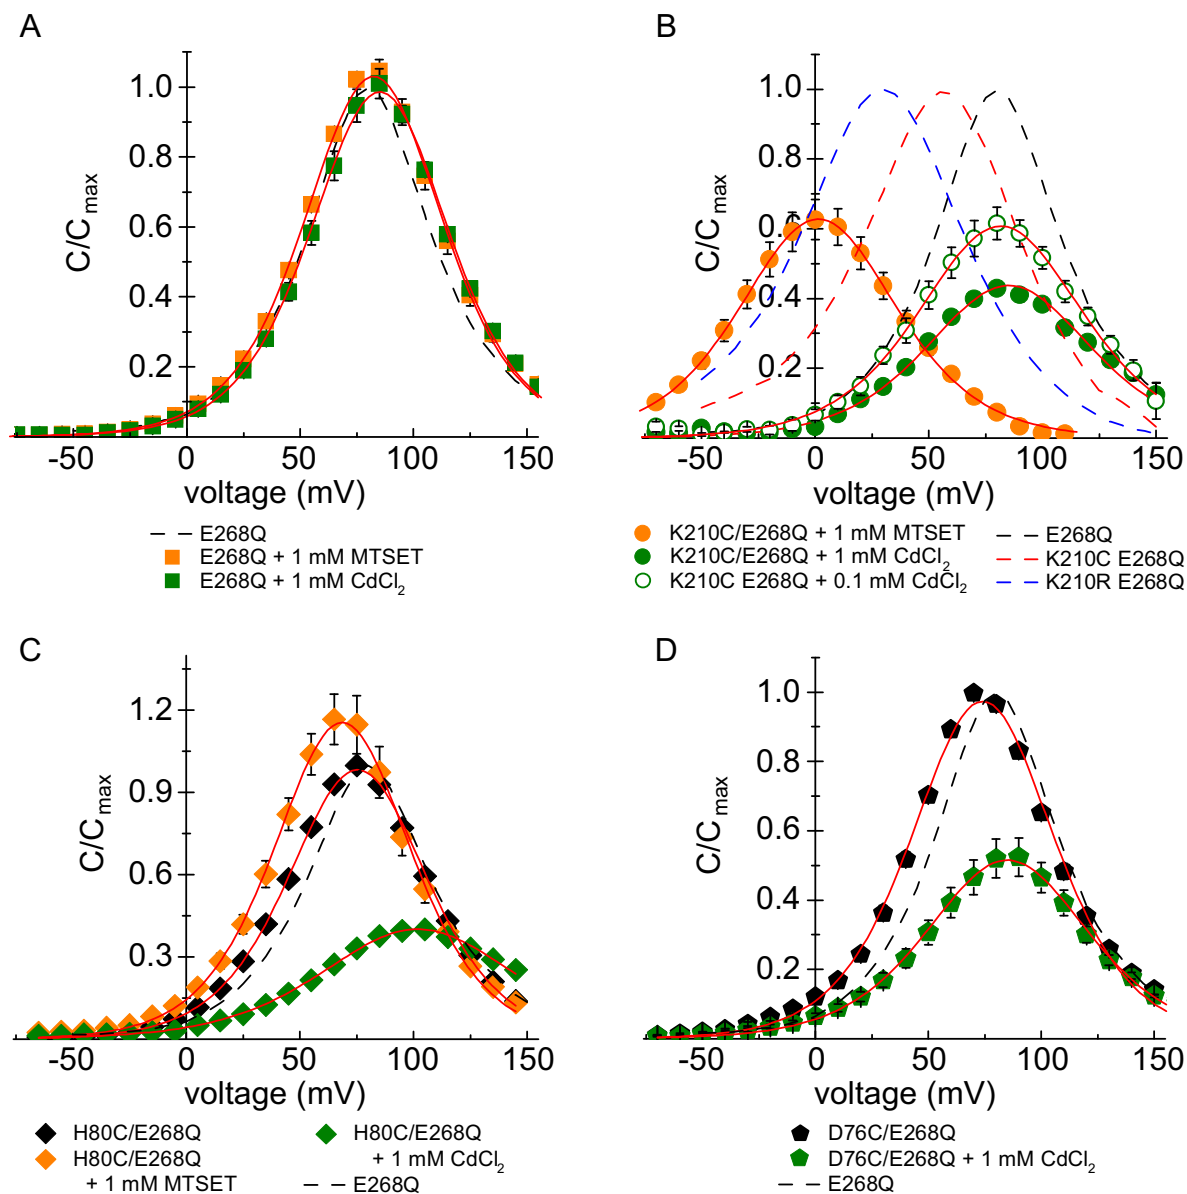 A
C/Cmax
1.0
0.8
0.6
0.4
0.2
-50 0 50 100 150
voltage (mV)
E268Q
E268Q + 1 mM MTSET
E268Q + 1 mM CdCl2
B
C/Cmax
1.0
0.8
0.6
0.4
0.2
-50 0 50 100 150
voltage (mV)
K210C/E268Q + 1 mM MTSET
K210C/E268Q + 1 mM CdCl2
K210C E268Q + 0.1 mM CdCl2
E268Q
K210C E268Q
K210R E268Q
C
C/Cmax
1.2
0.9
0.6
0.3
-50 0 50 100 150
voltage (mV)
H80C/E268Q
H80C/E268Q
+ 1 mM MTSET
H80C/E268Q
+ 1 mM CdCl2
E268Q
D
C/Cmax
1.0
0.8
0.6
0.4
0.2
-50 0 50 100 150
voltage (mV)
D76C/E268Q
D76C/E268Q + 1 mM CdCl2
E268Q